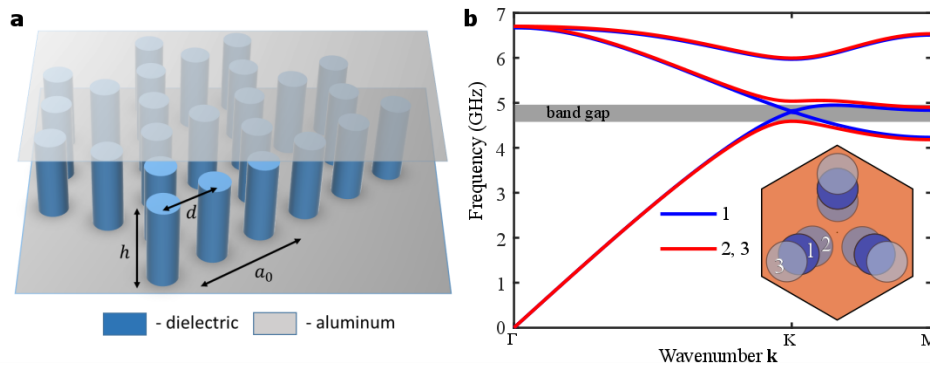 a
d
h
a₀
- dielectric
- aluminum
b
Frequency (GHz)
7
6
5
4
3
2
1
0
band gap
1
2, 3
1
2
3
Γ
K
M
Wavenumber k